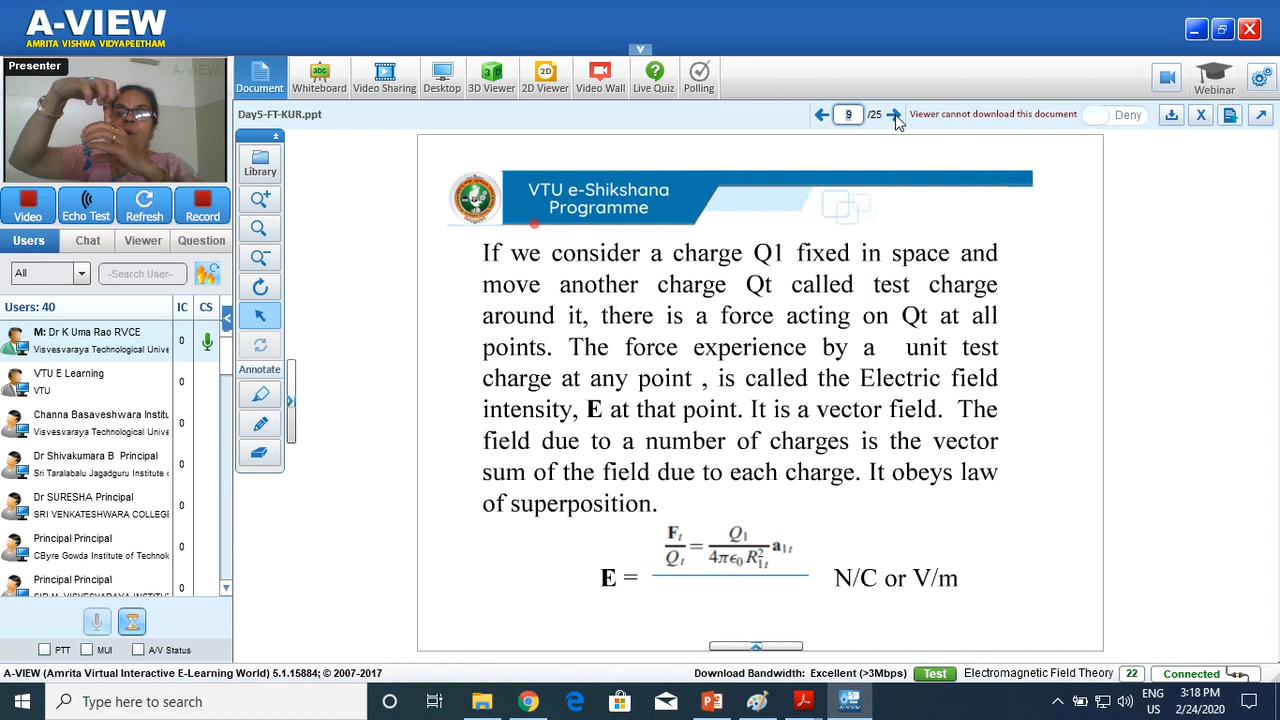 A-VIEW
AMRITA VISHWA VIDYAPEETHAM
Presenter
A-VIEW
Document
Whiteboard
Video Sharing
Desktop
3D Viewer
2D Viewer
Video Wall
Live Quiz
Polling
Webinar
Day5-FT-KUR.ppt
9 /25
Viewer cannot download this document
Deny
Video
Echo Test
Refresh
Record
Users
Chat
Viewer
Question
All
-Search User-
Users: 40 IC CS
M: Dr K Uma Rao RVCE 0
Visvesvaraya Technological Unive
VTU E Learning 0
VTU
Channa Basaveshwara Institu 0
Visvesvaraya Technological Unive
Dr Shivakumara B Principal 0
Sri Taralabalu Jagadguru Institute o
Dr SURESHA Principal 0
SRI VENKATESHWARA COLLEGE
Principal Principal 0
CByre Gowda Institute of Technok
Principal Principal 0
PTT MUI A/V Status
Library
Annotate
VTU e-Shikshana
Programme
If we consider a charge Q1 fixed in space and
move another charge Qt called test charge
around it, there is a force acting on Qt at all
points. The force experience by a unit test
charge at any point , is called the Electric field
intensity, E at that point. It is a vector field. The
field due to a number of charges is the vector
sum of the field due to each charge. It obeys law
of superposition.
E = Fₜ/Qₜ = Q₁/4πϵ₀R²₁ₜ a₁ₜ N/C or V/m
A-VIEW (Amrita Virtual Interactive E-Learning World) 5.1.15884; © 2007-2017
Download Bandwidth: Excellent (>3Mbps)
Test
Electromagnetic Field Theory
22
Connected
Type here to search
ENG
US
3:18 PM
2/24/2020